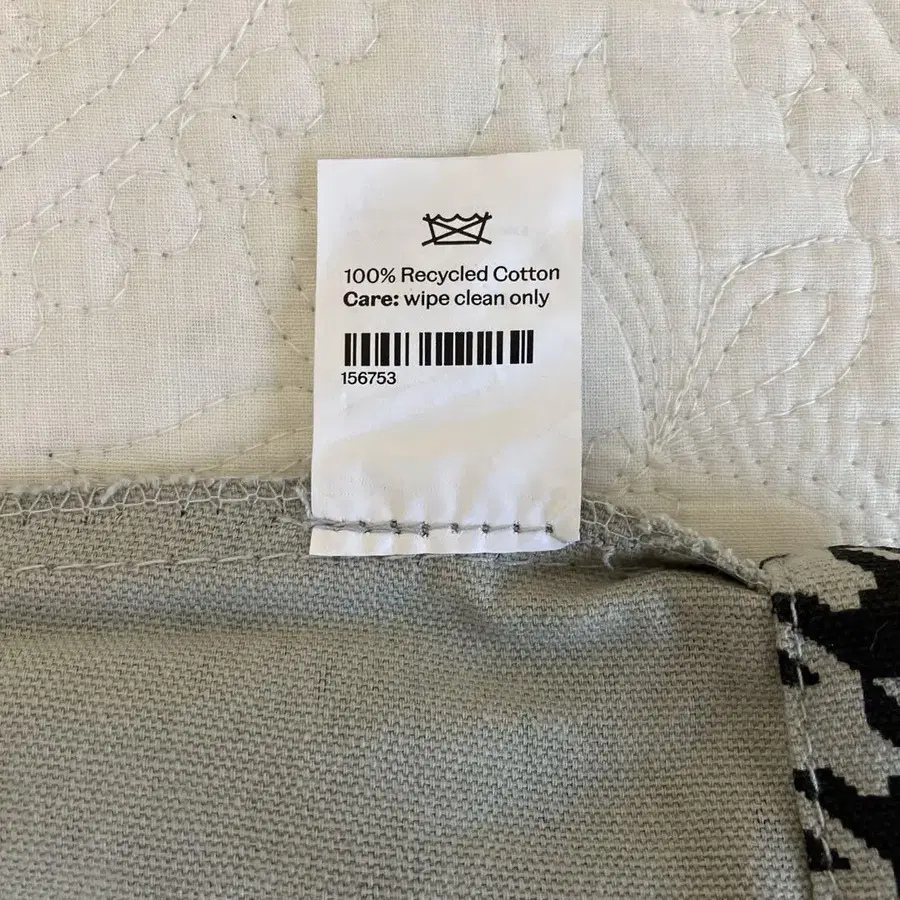 100% Recycled Cotton
Care: wipe clean only
156753